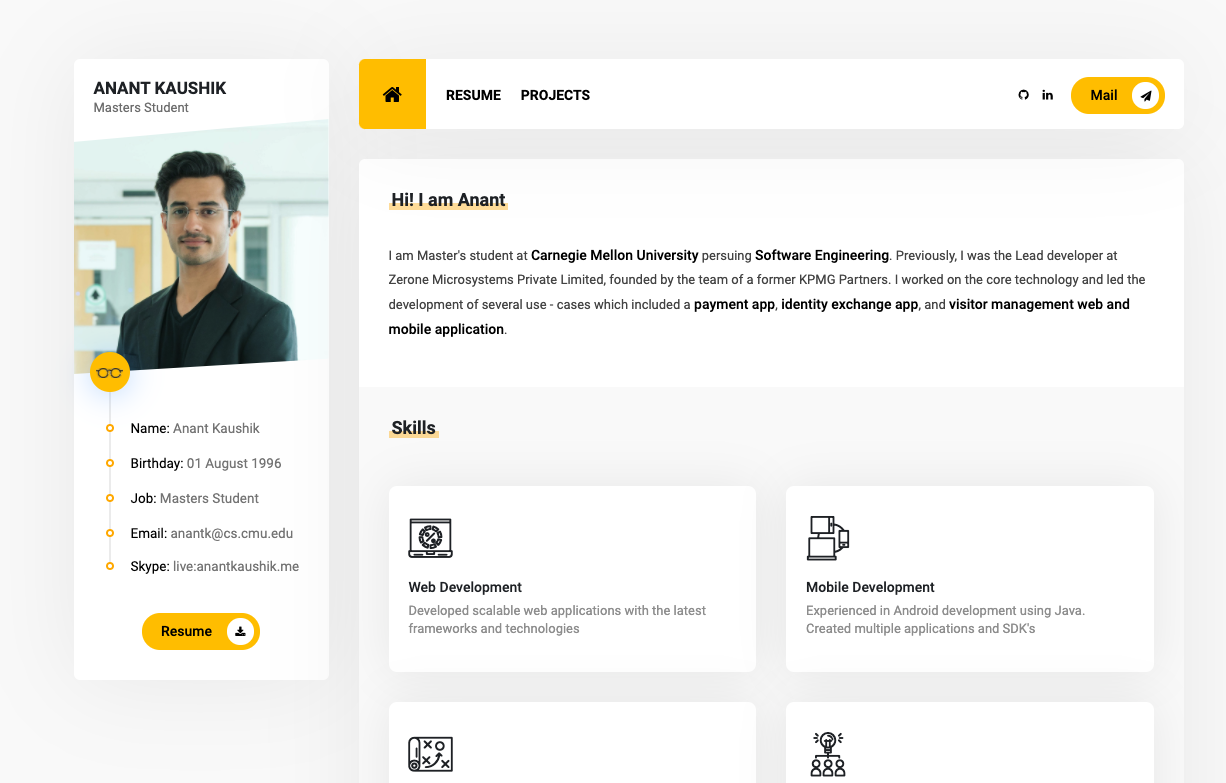 ANANT KAUSHIK
Masters Student
Name: Anant Kaushik
Birthday: 01 August 1996
Job: Masters Student
Email: anantk@cs.cmu.edu
Skype: live:anantkaushik.me
Resume
RESUME PROJECTS
in
Mail
Hi! I am Anant
I am Master's student at Carnegie Mellon University persuing Software Engineering. Previously, I was the Lead developer at
Zerone Microsystems Private Limited, founded by the team of a former KPMG Partners. I worked on the core technology and led the
development of several use - cases which included a payment app, identity exchange app, and visitor management web and
mobile application.
Skills
Web Development
Developed scalable web applications with the latest
frameworks and technologies
Mobile Development
Experienced in Android development using Java.
Created multiple applications and SDK's